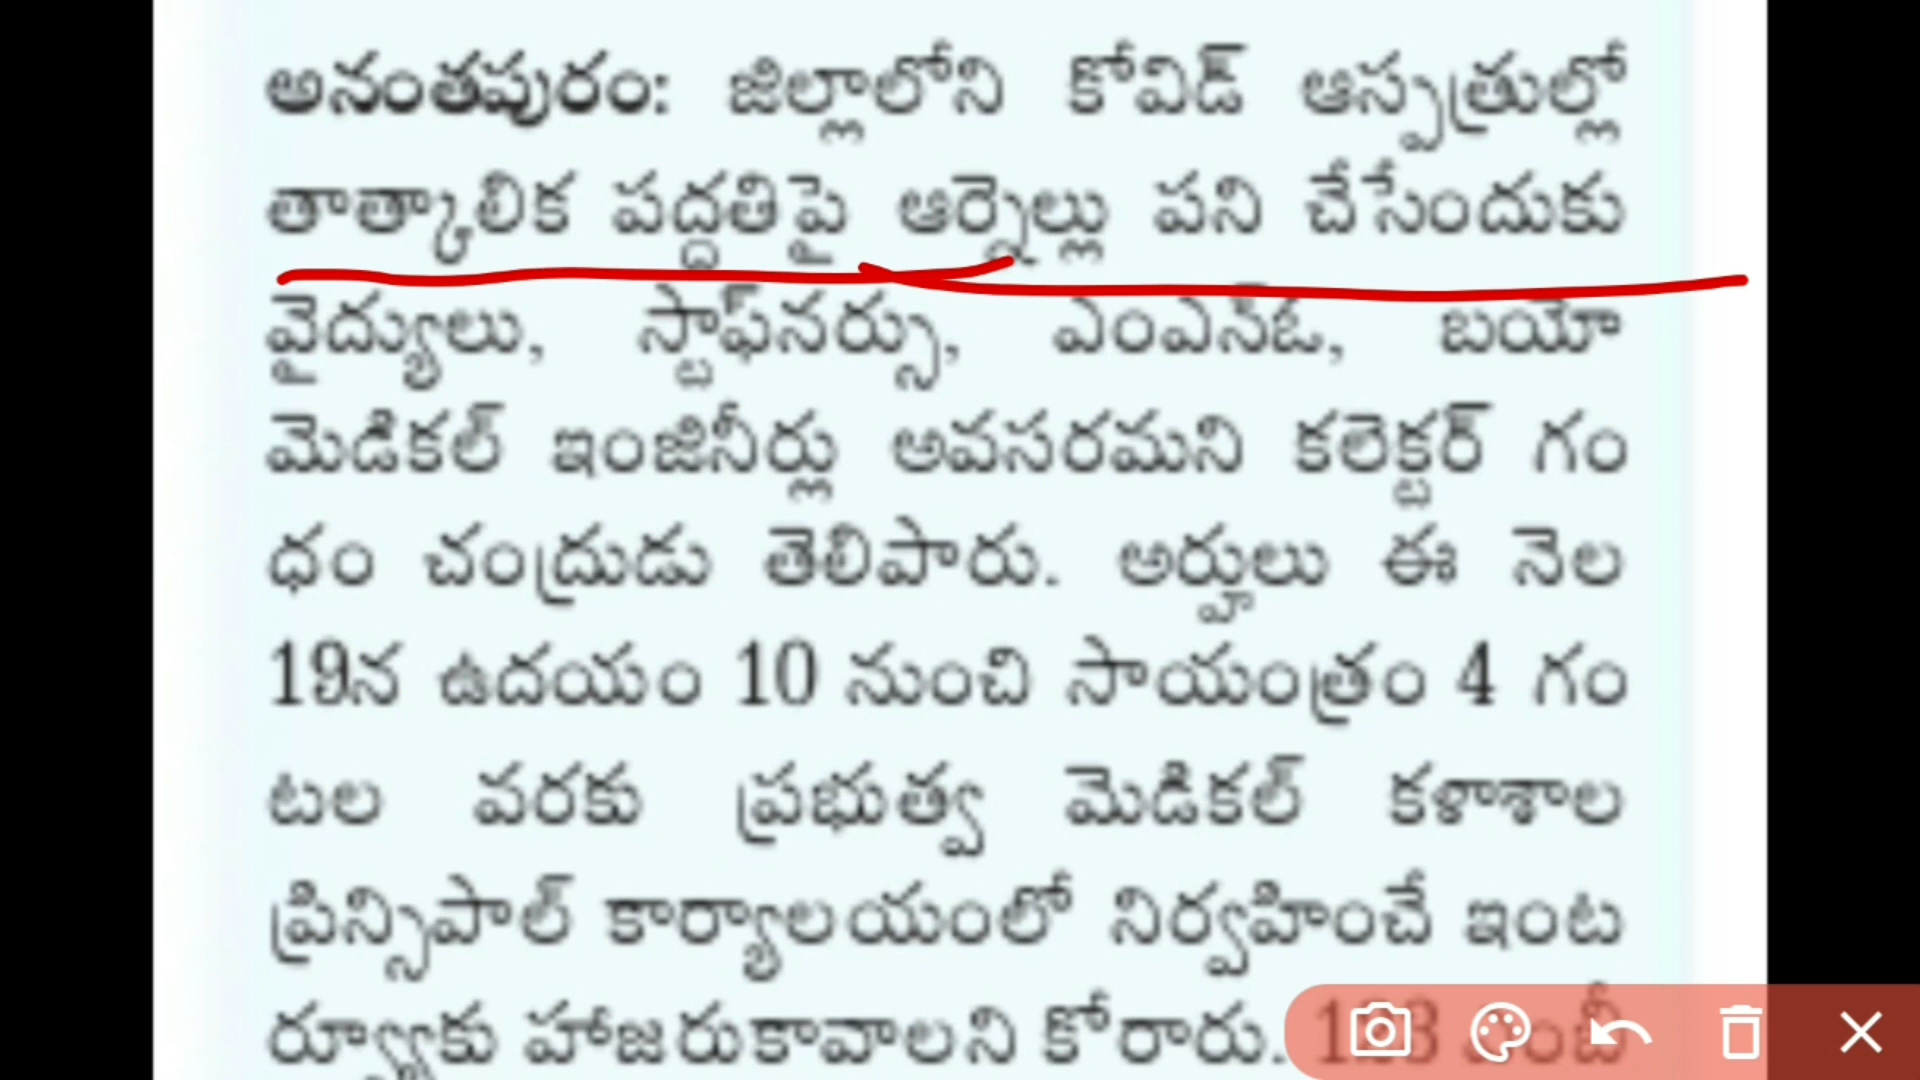 అనంతపురం: జిల్లాలోని కోవిడ్ ఆస్పత్రుల్లో
తాత్కాలిక పద్దతిపై ఆర్నెల్లు పని చేసేందుకు
వైద్యులు, స్టాఫ్‌నర్సు, ఎంఎన్ఓ, బయో
మెడికల్ ఇంజినీర్లు అవసరమని కలెక్టర్ గం
ధం చంద్రుడు తెలిపారు. అర్హులు ఈ నెల
19న ఉదయం 10 నుంచి సాయంత్రం 4 గం
టల వరకు ప్రభుత్వ మెడికల్ కళాశాల
ప్రిన్సిపాల్ కార్యాలయంలో నిర్వహించే ఇంట
ర్వ్యూకు హాజరుకావాలని కోరారు.